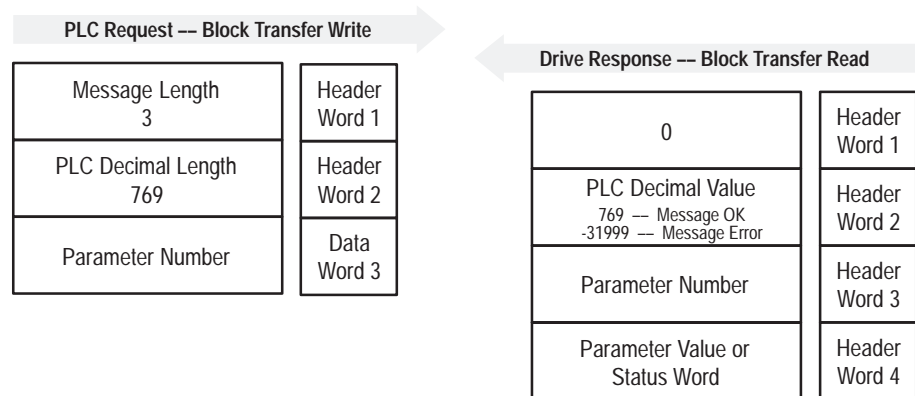 PLC Request –– Block Transfer Write
Message Length
3
Header
Word 1
PLC Decimal Length
769
Header
Word 2
Parameter Number
Data
Word 3
Drive Response –– Block Transfer Read
0
Header
Word 1
PLC Decimal Value
769 –– Message OK
-31999 –– Message Error
Header
Word 2
Parameter Number
Header
Word 3
Parameter Value or
Status Word
Header
Word 4